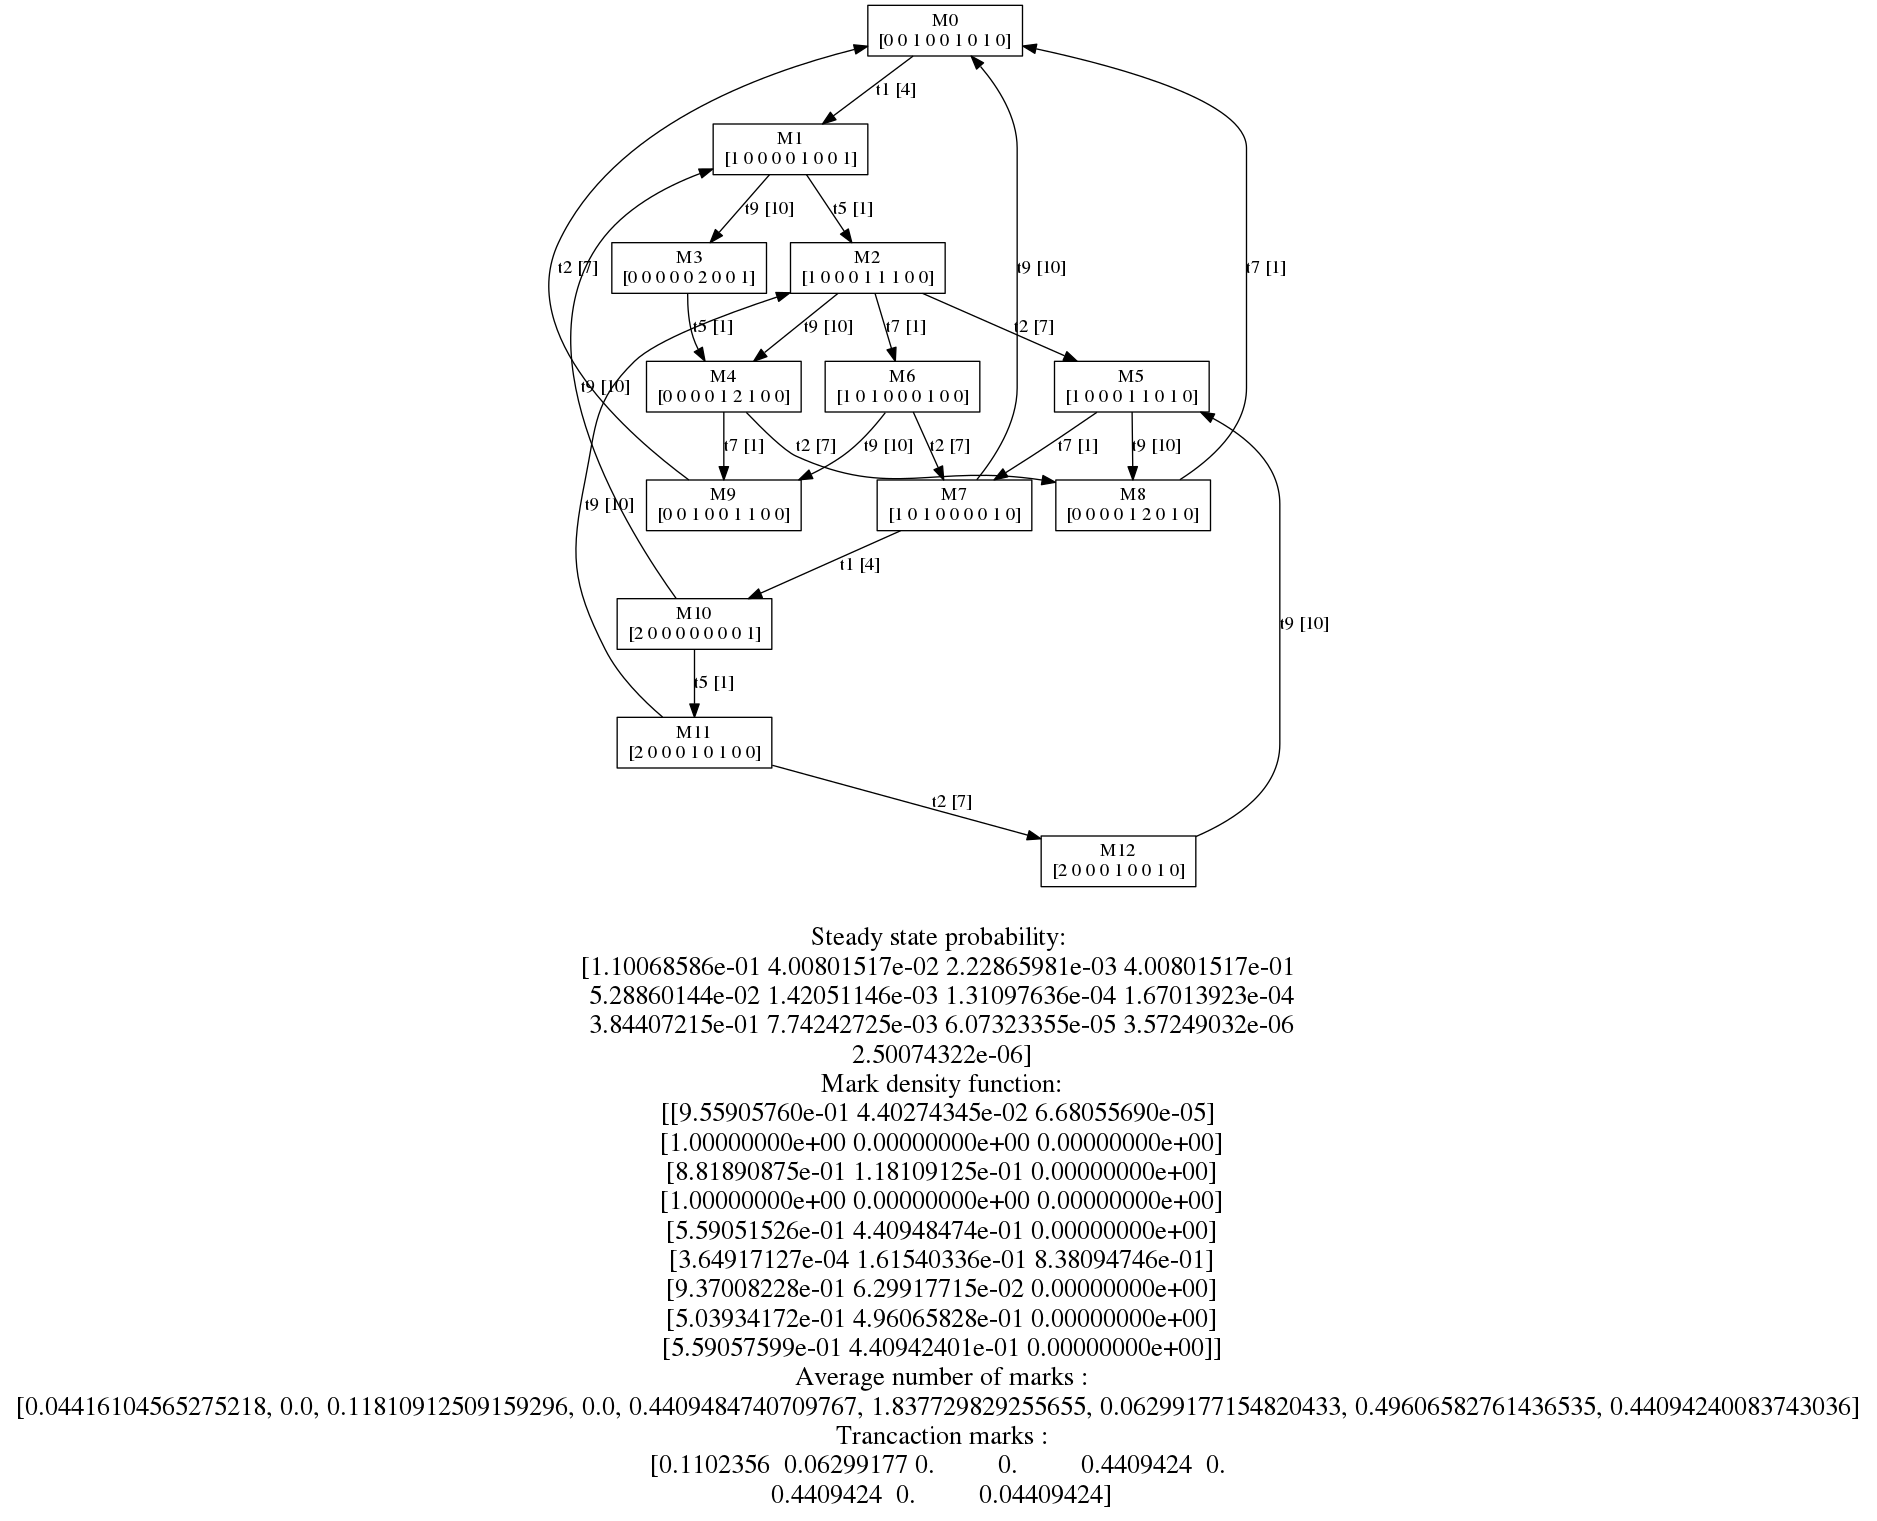 M0
[0 0 1 0 0 1 0 1 0]
t1 [4]
M1
[1 0 0 0 0 1 0 0 1]
t9 [10]
t5 [1]
M3
[0 0 0 0 0 2 0 0 1]
M2
[1 0 0 0 1 1 1 0 0]
t2 [7]
t9 [10]
t7 [1]
t5 [1]
t9 [10]
t7 [1]
t2 [7]
M4
[0 0 0 0 1 2 1 0 0]
M6
[1 0 1 0 0 0 1 0 0]
M5
[1 0 0 0 1 1 0 1 0]
t9 [10]
t7 [1]
t2 [7]
t9 [10]
t2 [7]
t7 [1]
t9 [10]
M9
[0 0 1 0 0 1 1 0 0]
M7
[1 0 1 0 0 0 0 1 0]
M8
[0 0 0 0 1 2 0 1 0]
t9 [10]
t1 [4]
M10
[2 0 0 0 0 0 0 0 1]
t9 [10]
t5 [1]
M11
[2 0 0 0 1 0 1 0 0]
t2 [7]
M12
[2 0 0 0 1 0 0 1 0]
Steady state probability:
[1.10068586e-01 4.00801517e-02 2.22865981e-03 4.00801517e-01
5.28860144e-02 1.42051146e-03 1.31097636e-04 1.67013923e-04
3.84407215e-01 7.74242725e-03 6.07323355e-05 3.57249032e-06
2.50074322e-06]
Mark density function:
[[9.55905760e-01 4.40274345e-02 6.68055690e-05]
[1.00000000e+00 0.00000000e+00 0.00000000e+00]
[8.81890875e-01 1.18109125e-01 0.00000000e+00]
[1.00000000e+00 0.00000000e+00 0.00000000e+00]
[5.59051526e-01 4.40948474e-01 0.00000000e+00]
[3.64917127e-04 1.61540336e-01 8.38094746e-01]
[9.37008228e-01 6.29917715e-02 0.00000000e+00]
[5.03934172e-01 4.96065828e-01 0.00000000e+00]
[5.59057599e-01 4.40942401e-01 0.00000000e+00]]
Average number of marks :
[0.04416104565275218, 0.0, 0.11810912509159296, 0.0, 0.4409484740709767, 1.837729829255655, 0.06299177154820433, 0.49606582761436535, 0.44094240083743036]
Trancaction marks :
[0.1102356 0.06299177 0. 0. 0.4409424 0.
0.4409424 0. 0.04409424]